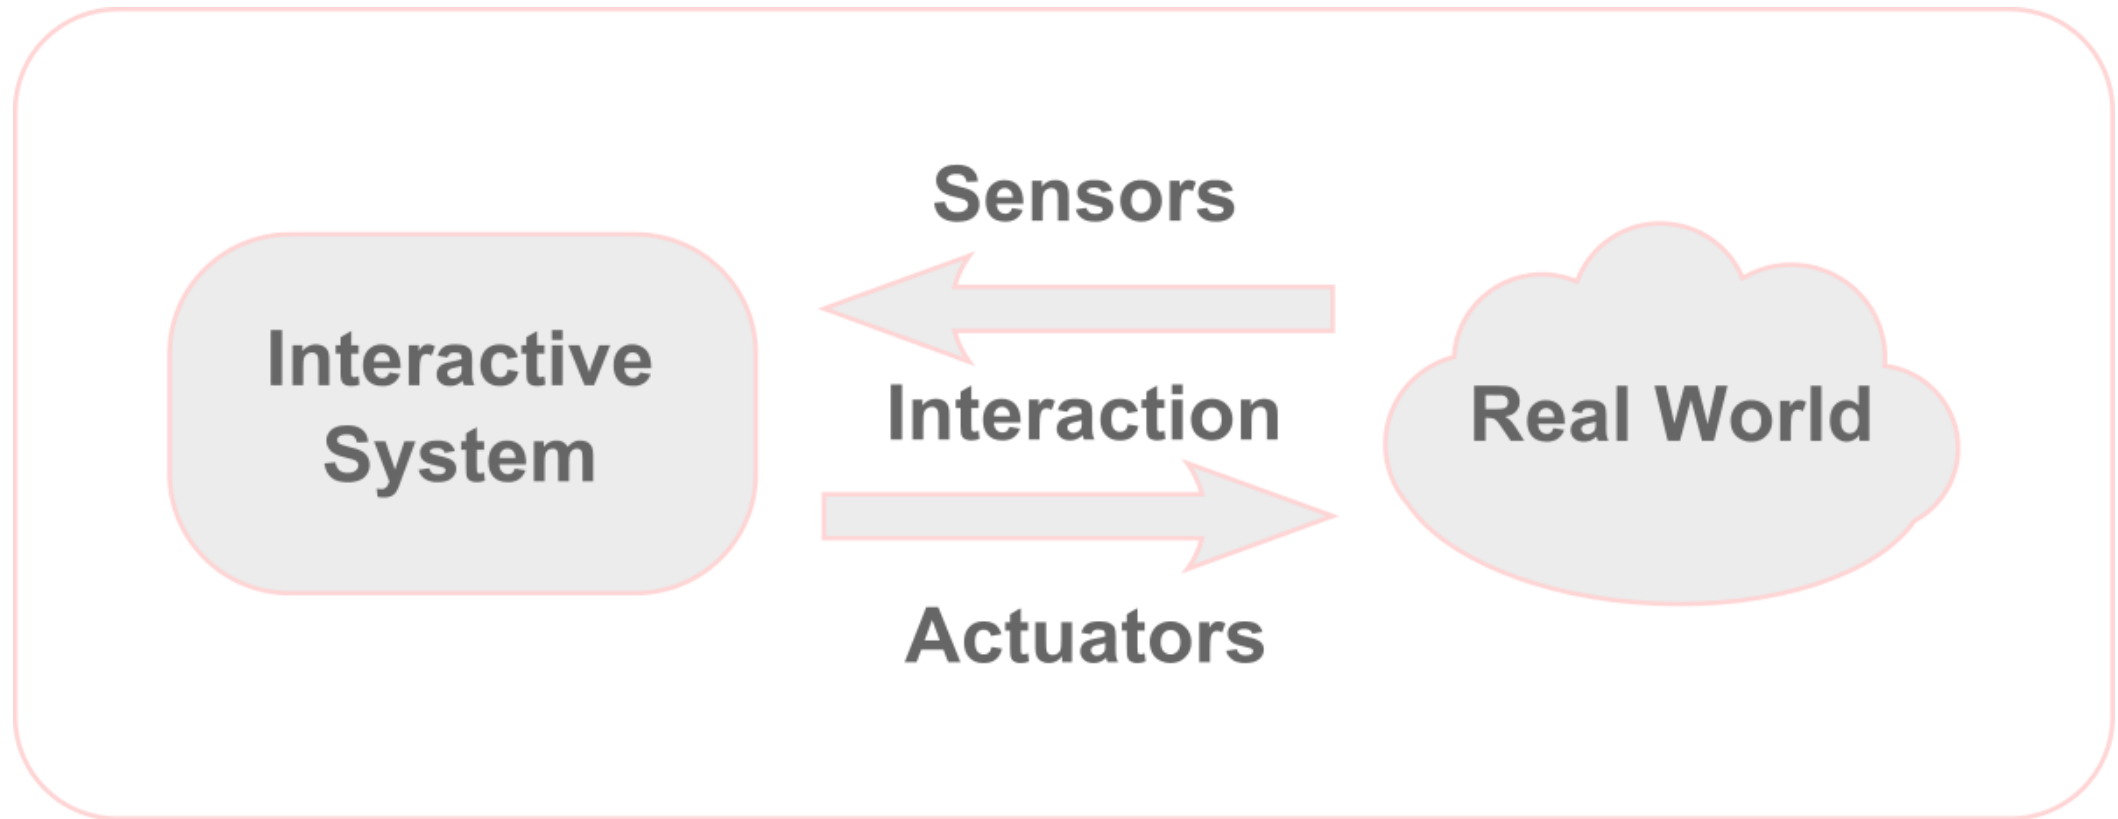 Sensors
Interactive
System
Interaction
Real World
Actuators